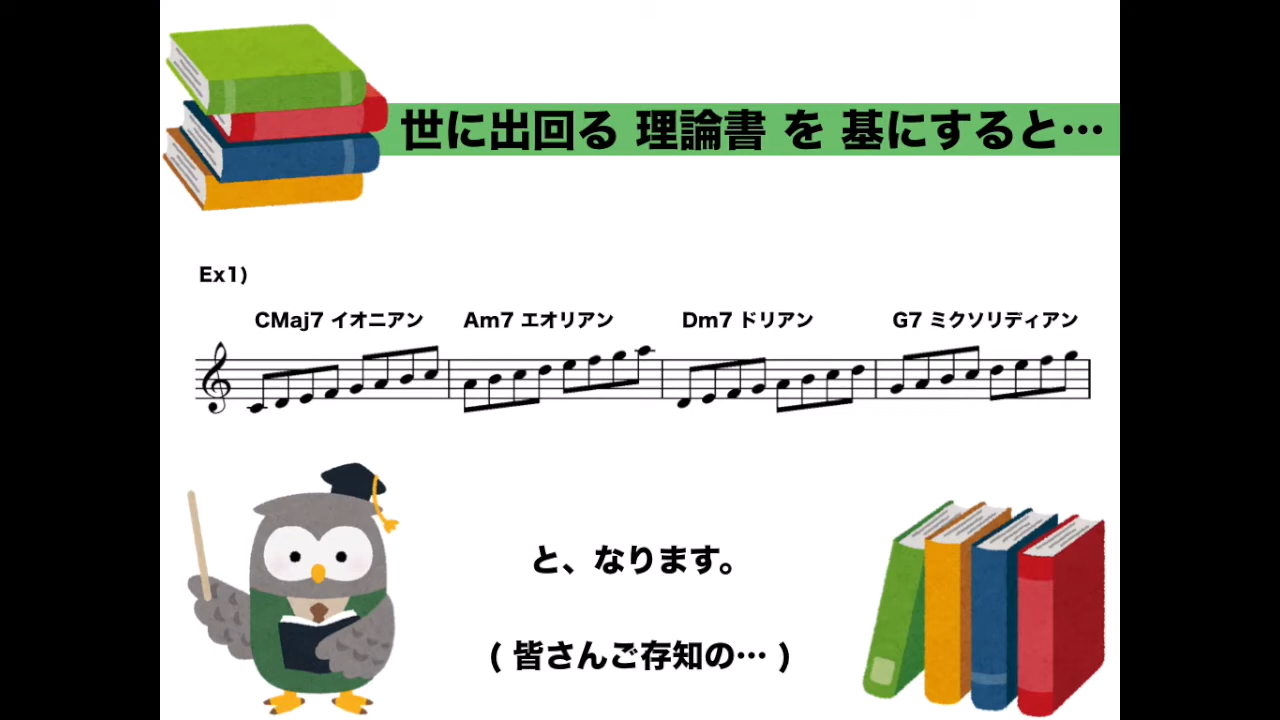 世に出回る 理論書 を 基にすると…
Ex1)
CMaj7 イオニアン Am7 エオリアン Dm7 ドリアン G7 ミクソリディアン
と、なります。
( 皆さんご存知の… )